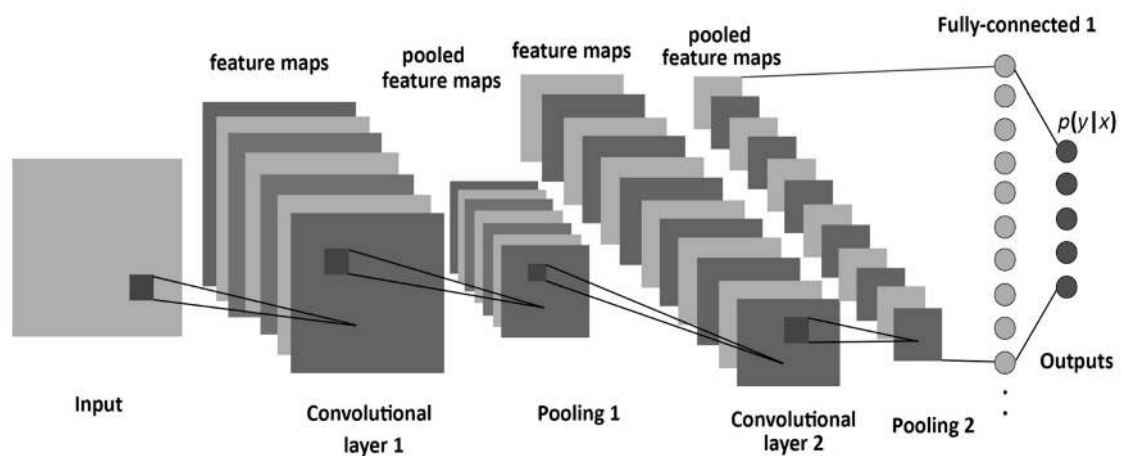 Fully-connected 1
feature maps
pooled
feature maps
feature maps
pooled
feature maps
p(y|x)
Input
Convolutional
layer 1
Pooling 1
Convolutional
layer 2
Pooling 2
Outputs